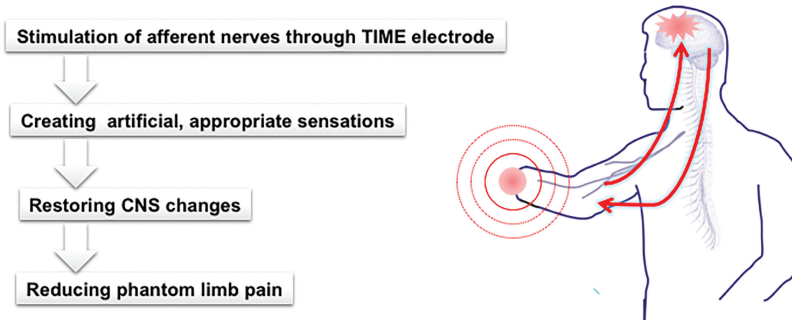 Stimulation of afferent nerves through TIME electrode
Creating artificial, appropriate sensations
Restoring CNS changes
Reducing phantom limb pain